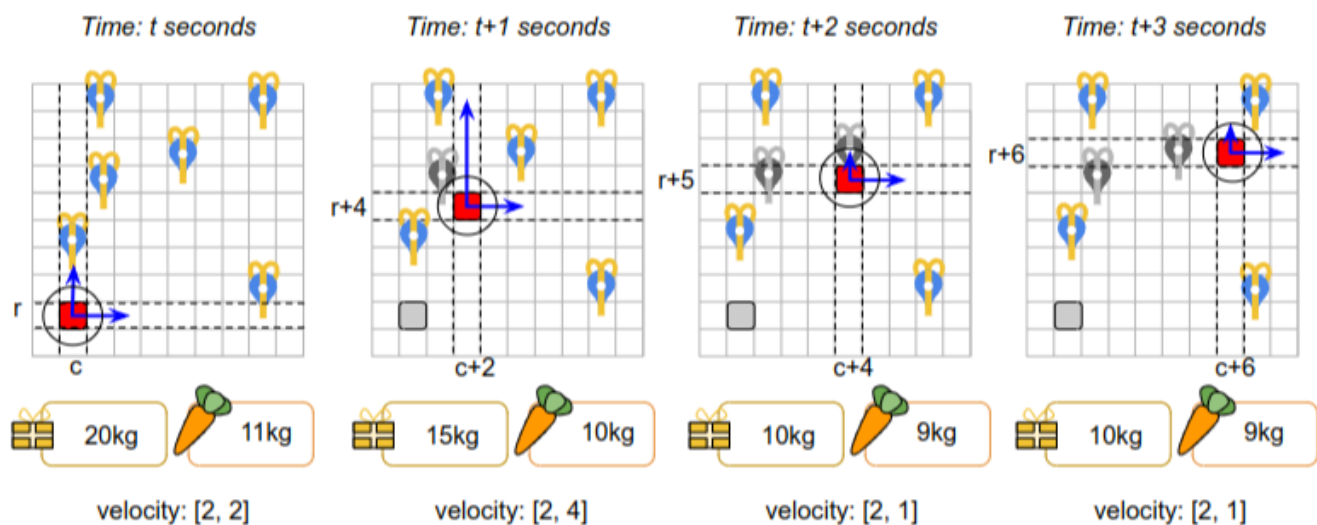 Time: t seconds
Time: t+1 seconds
Time: t+2 seconds
Time: t+3 seconds
r
c
r+4
c+2
r+5
c+4
r+6
c+6
20kg
11kg
15kg
10kg
10kg
9kg
10kg
9kg
velocity: [2, 2]
velocity: [2, 4]
velocity: [2, 1]
velocity: [2, 1]